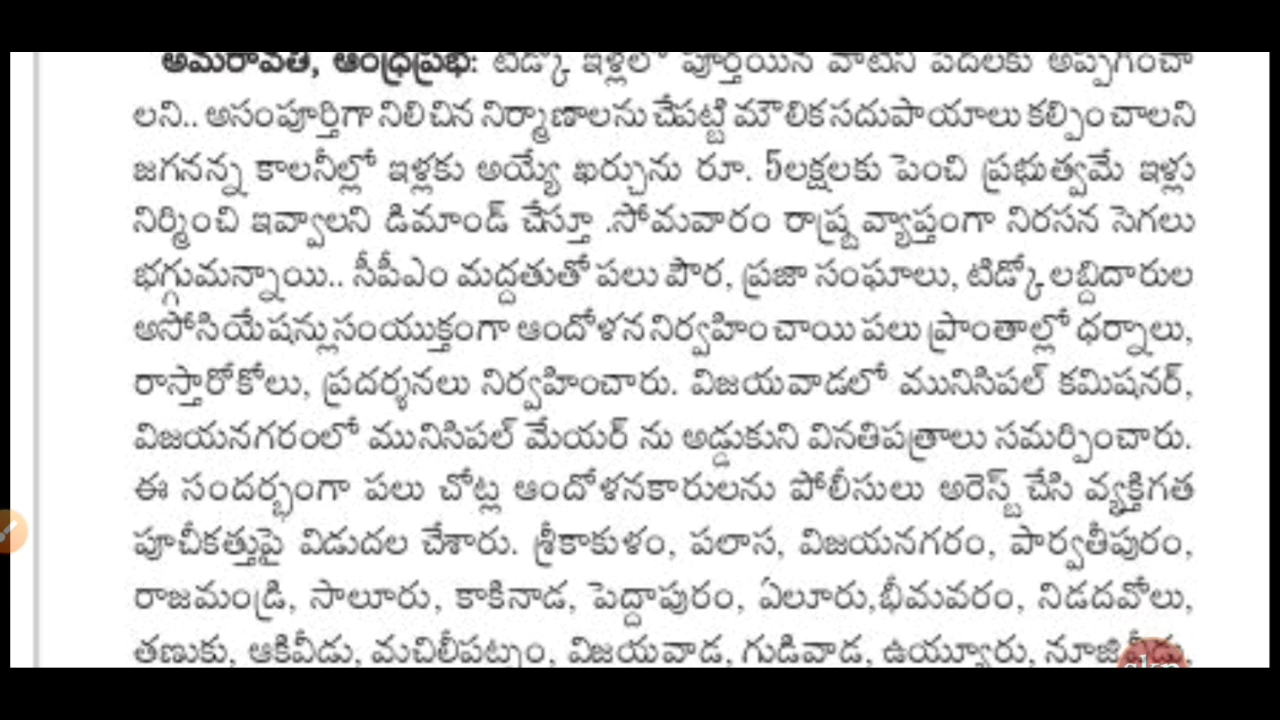 అమరావతి, ఆంధ్రప్రభ: టిడ్కో ఇళ్లలో పూర్తయిన వాటిని పేదలకు అప్పగించా
లని.. అసంపూర్తిగా నిలిచిన నిర్మాణాలను చేపట్టి మౌలిక సదుపాయాలు కల్పించాలని
జగనన్న కాలనీల్లో ఇళ్లకు అయ్యే ఖర్చును రూ. 5లక్షలకు పెంచి ప్రభుత్వమే ఇళ్లు
నిర్మించి ఇవ్వాలని డిమాండ్ చేస్తూ .సోమవారం రాష్ట్ర వ్యాప్తంగా నిరసన సెగలు
భగ్గుమన్నాయి.. సీపీఎం మద్దతుతో పలు పౌర, ప్రజా సంఘాలు, టిడ్కో లబ్దిదారుల
అసోసియేషన్లు సంయుక్తంగా ఆందోళన నిర్వహించాయి పలు ప్రాంతాల్లో ధర్నాలు,
రాస్తారోకోలు, ప్రదర్శనలు నిర్వహించారు. విజయవాడలో మునిసిపల్ కమిషనర్,
విజయనగరంలో మునిసిపల్ మేయర్ ను అడ్డుకుని వినతిపత్రాలు సమర్పించారు.
ఈ సందర్భంగా పలు చోట్ల ఆందోళనకారులను పోలీసులు అరెస్ట్ చేసి వ్యక్తిగత
పూచీకత్తుపై విడుదల చేశారు. శ్రీకాకుళం, పలాస, విజయనగరం, పార్వతీపురం,
రాజమండ్రి, సాలూరు, కాకినాడ, పెద్దాపురం, ఏలూరు,భీమవరం, నిడదవోలు,
తణుకు, ఆకివీడు, మచిలీపట్నం, విజయవాడ, గుడివాడ, ఉయ్యూరు, నూజివీడు,